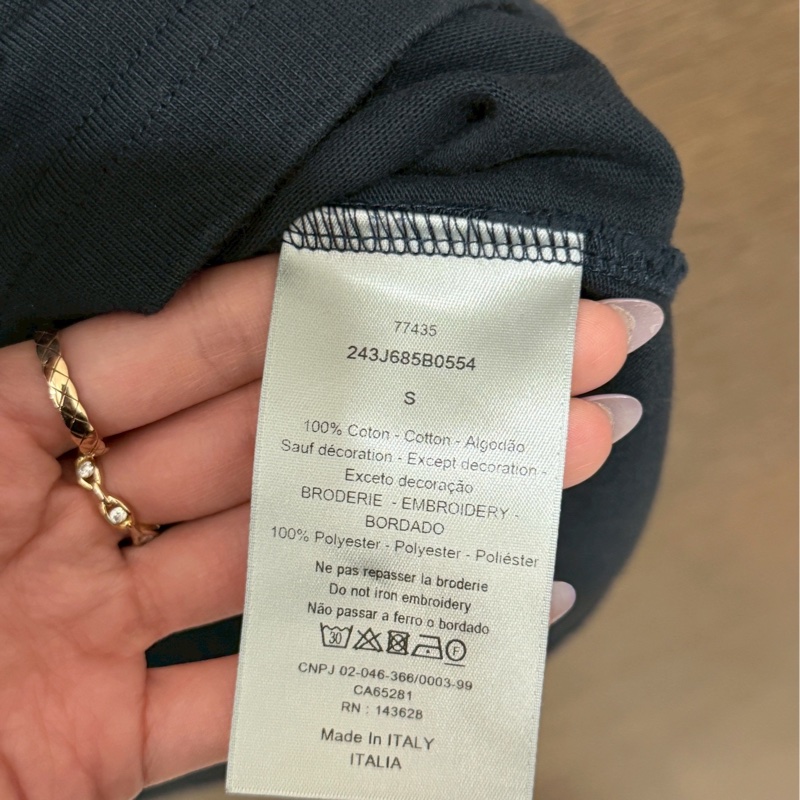 77435
243J685B0554
S
100% Coton - Cotton - Algodão
Sauf décoration - Except decoration -
Exceto decoração
BRODERIE - EMBROIDERY -
BORDADO
100% Polyester - Polyester - Poliéster
Ne pas repasser la broderie
Do not iron embroidery
Não passar a ferro o bordado
30 F
CNPJ 02-046-366/0003-99
CA65281
RN : 143628
Made In ITALY
ITALIA